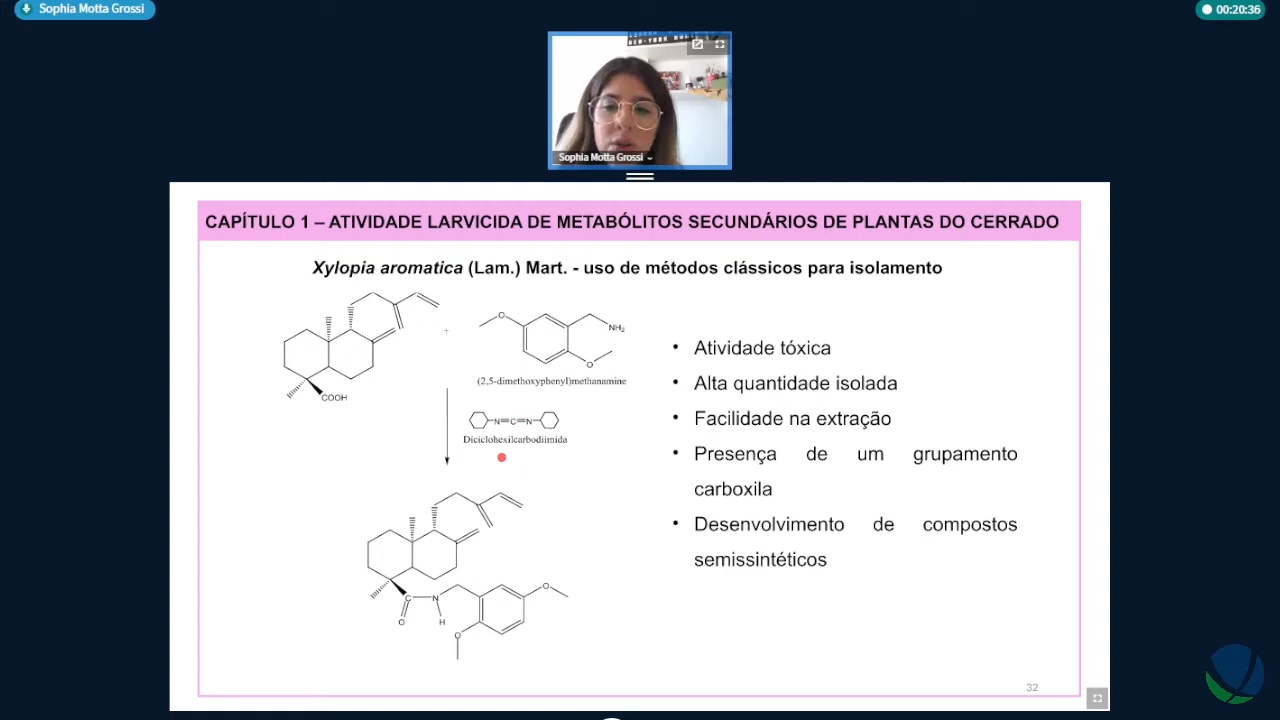 Sophia Motta Grossi
00:20:36
Sophia Motta Grossi
CAPÍTULO 1 – ATIVIDADE LARVICIDA DE METABÓLITOS SECUNDÁRIOS DE PLANTAS DO CERRADO
Xylopia aromatica (Lam.) Mart. - uso de métodos clássicos para isolamento
COOH
+
O
NH2
O
(2,5-dimethoxyphenyl)methanamine
N=C=N
Diciclohexilcarbodiimida
C
O
N
H
O
O
• Atividade tóxica
• Alta quantidade isolada
• Facilidade na extração
• Presença de um grupamento
carboxila
• Desenvolvimento de compostos
semissintéticos
32